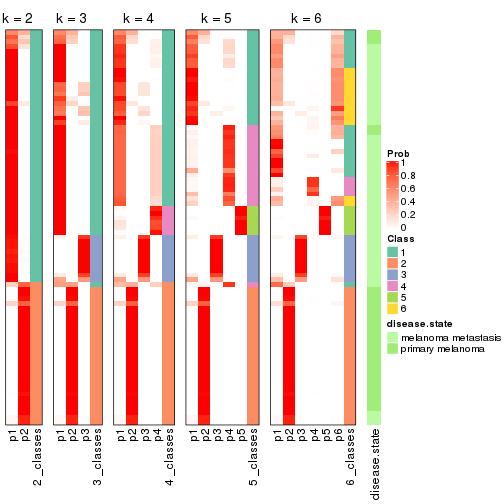 k = 2 k = 3 k = 4 k = 5 k = 6
Prob
1
0.8
0.6
0.4
0.2
0
Class
1
2
3
4
5
6
disease.state
melanoma metastasis
primary melanoma
p1 p2 2_classes p1 p2 p3 3_classes p1 p2 p3 p4 4_classes p1 p2 p3 p4 p5 5_classes p1 p2 p3 p4 p5 p6 6_classes disease.state